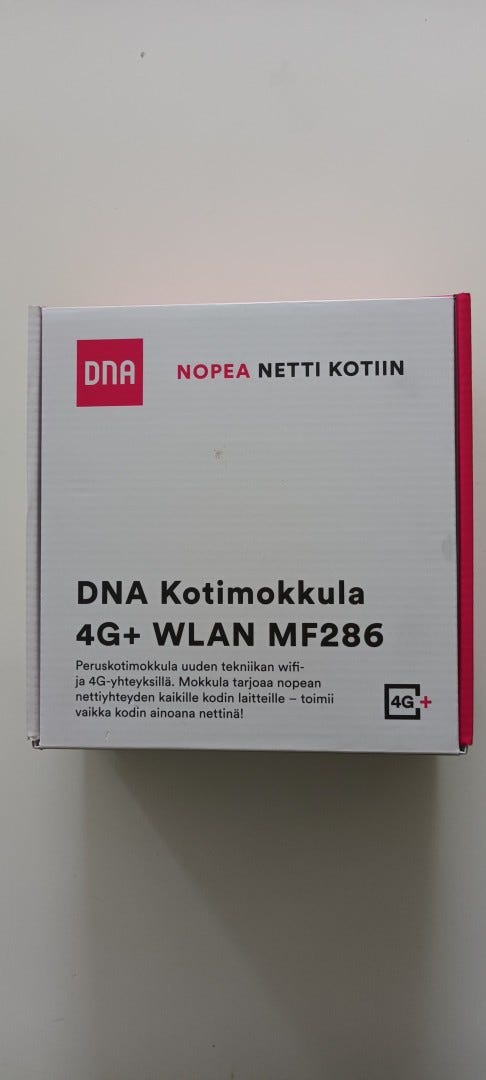 DNA
NOPEA NETTI KOTIIN
DNA Kotimokkula
4G+ WLAN MF286
Peruskotimokkula uuden tekniikan wifi-
ja 4G-yhteyksillä. Mokkula tarjoaa nopean
nettiyhteyden kaikille kodin laitteille – toimii
vaikka kodin ainoana nettinä!
4G+